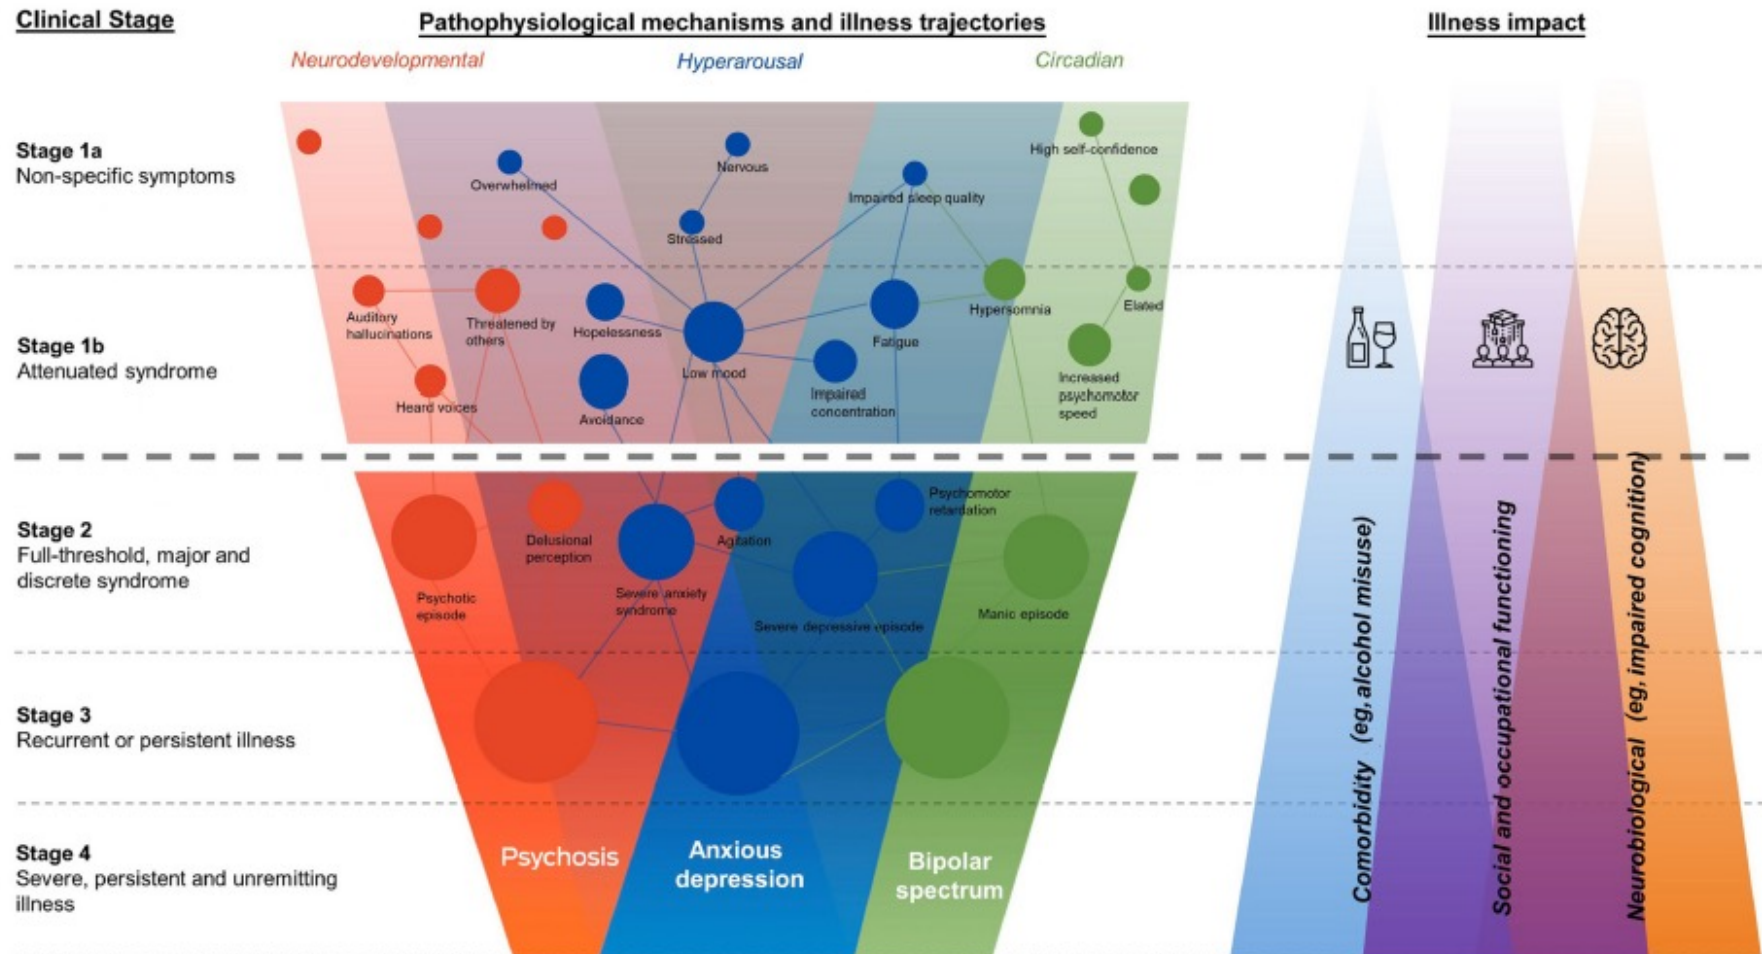 Clinical Stage
Pathophysiological mechanisms and illness trajectories
Illness impact
Neurodevelopmental
Hyperarousal
Circadian
Stage 1a
Non-specific symptoms
Overwhelmed
Nervous
Stressed
Impaired sleep quality
High self-confidence
Stage 1b
Attenuated syndrome
Auditory
hallucinations
Threatened by
others
Heard voices
Hopelessness
Avoidance
Low mood
Impaired
concentration
Fatigue
Hypersomnia
Elated
Increased
psychomotor
speed
Stage 2
Full-threshold, major and
discrete syndrome
Psychotic
episode
Delusional
perception
Severe anxiety
syndrome
Agitation
Severe depressive episode
Psychomotor
retardation
Manic episode
Stage 3
Recurrent or persistent illness
Stage 4
Severe, persistent and unremitting
illness
Psychosis
Anxious
depression
Bipolar
spectrum
Comorbidity (eg, alcohol misuse)
Social and occupational functioning
Neurobiological (eg, impaired cognition)